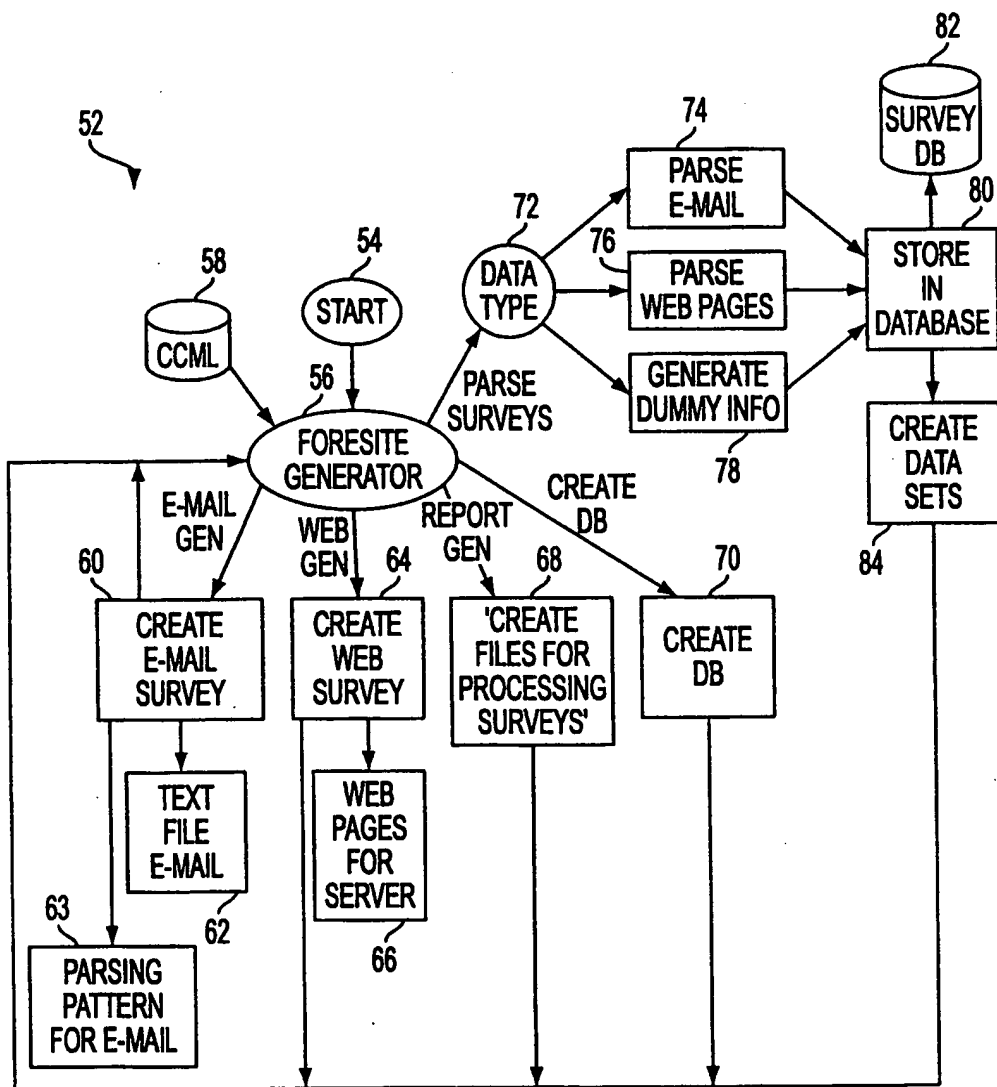 82
SURVEY
DB
52
74
PARSE
E-MAIL
72
DATA
TYPE
76
PARSE
WEB PAGES
80
STORE
IN
DATABASE
58
CCML
54
START
GENERATE
DUMMY INFO
78
PARSE
SURVEYS
56
FORESITE
GENERATOR
CREATE
DATA
SETS
84
E-MAIL
GEN
WEB
GEN
REPORT
GEN
CREATE
DB
60
CREATE
E-MAIL
SURVEY
64
CREATE
WEB
SURVEY
68
'CREATE
FILES FOR
PROCESSING
SURVEYS'
70
CREATE
DB
TEXT
FILE
E-MAIL
62
WEB
PAGES
FOR
SERVER
66
63
PARSING
PATTERN
FOR E-MAIL